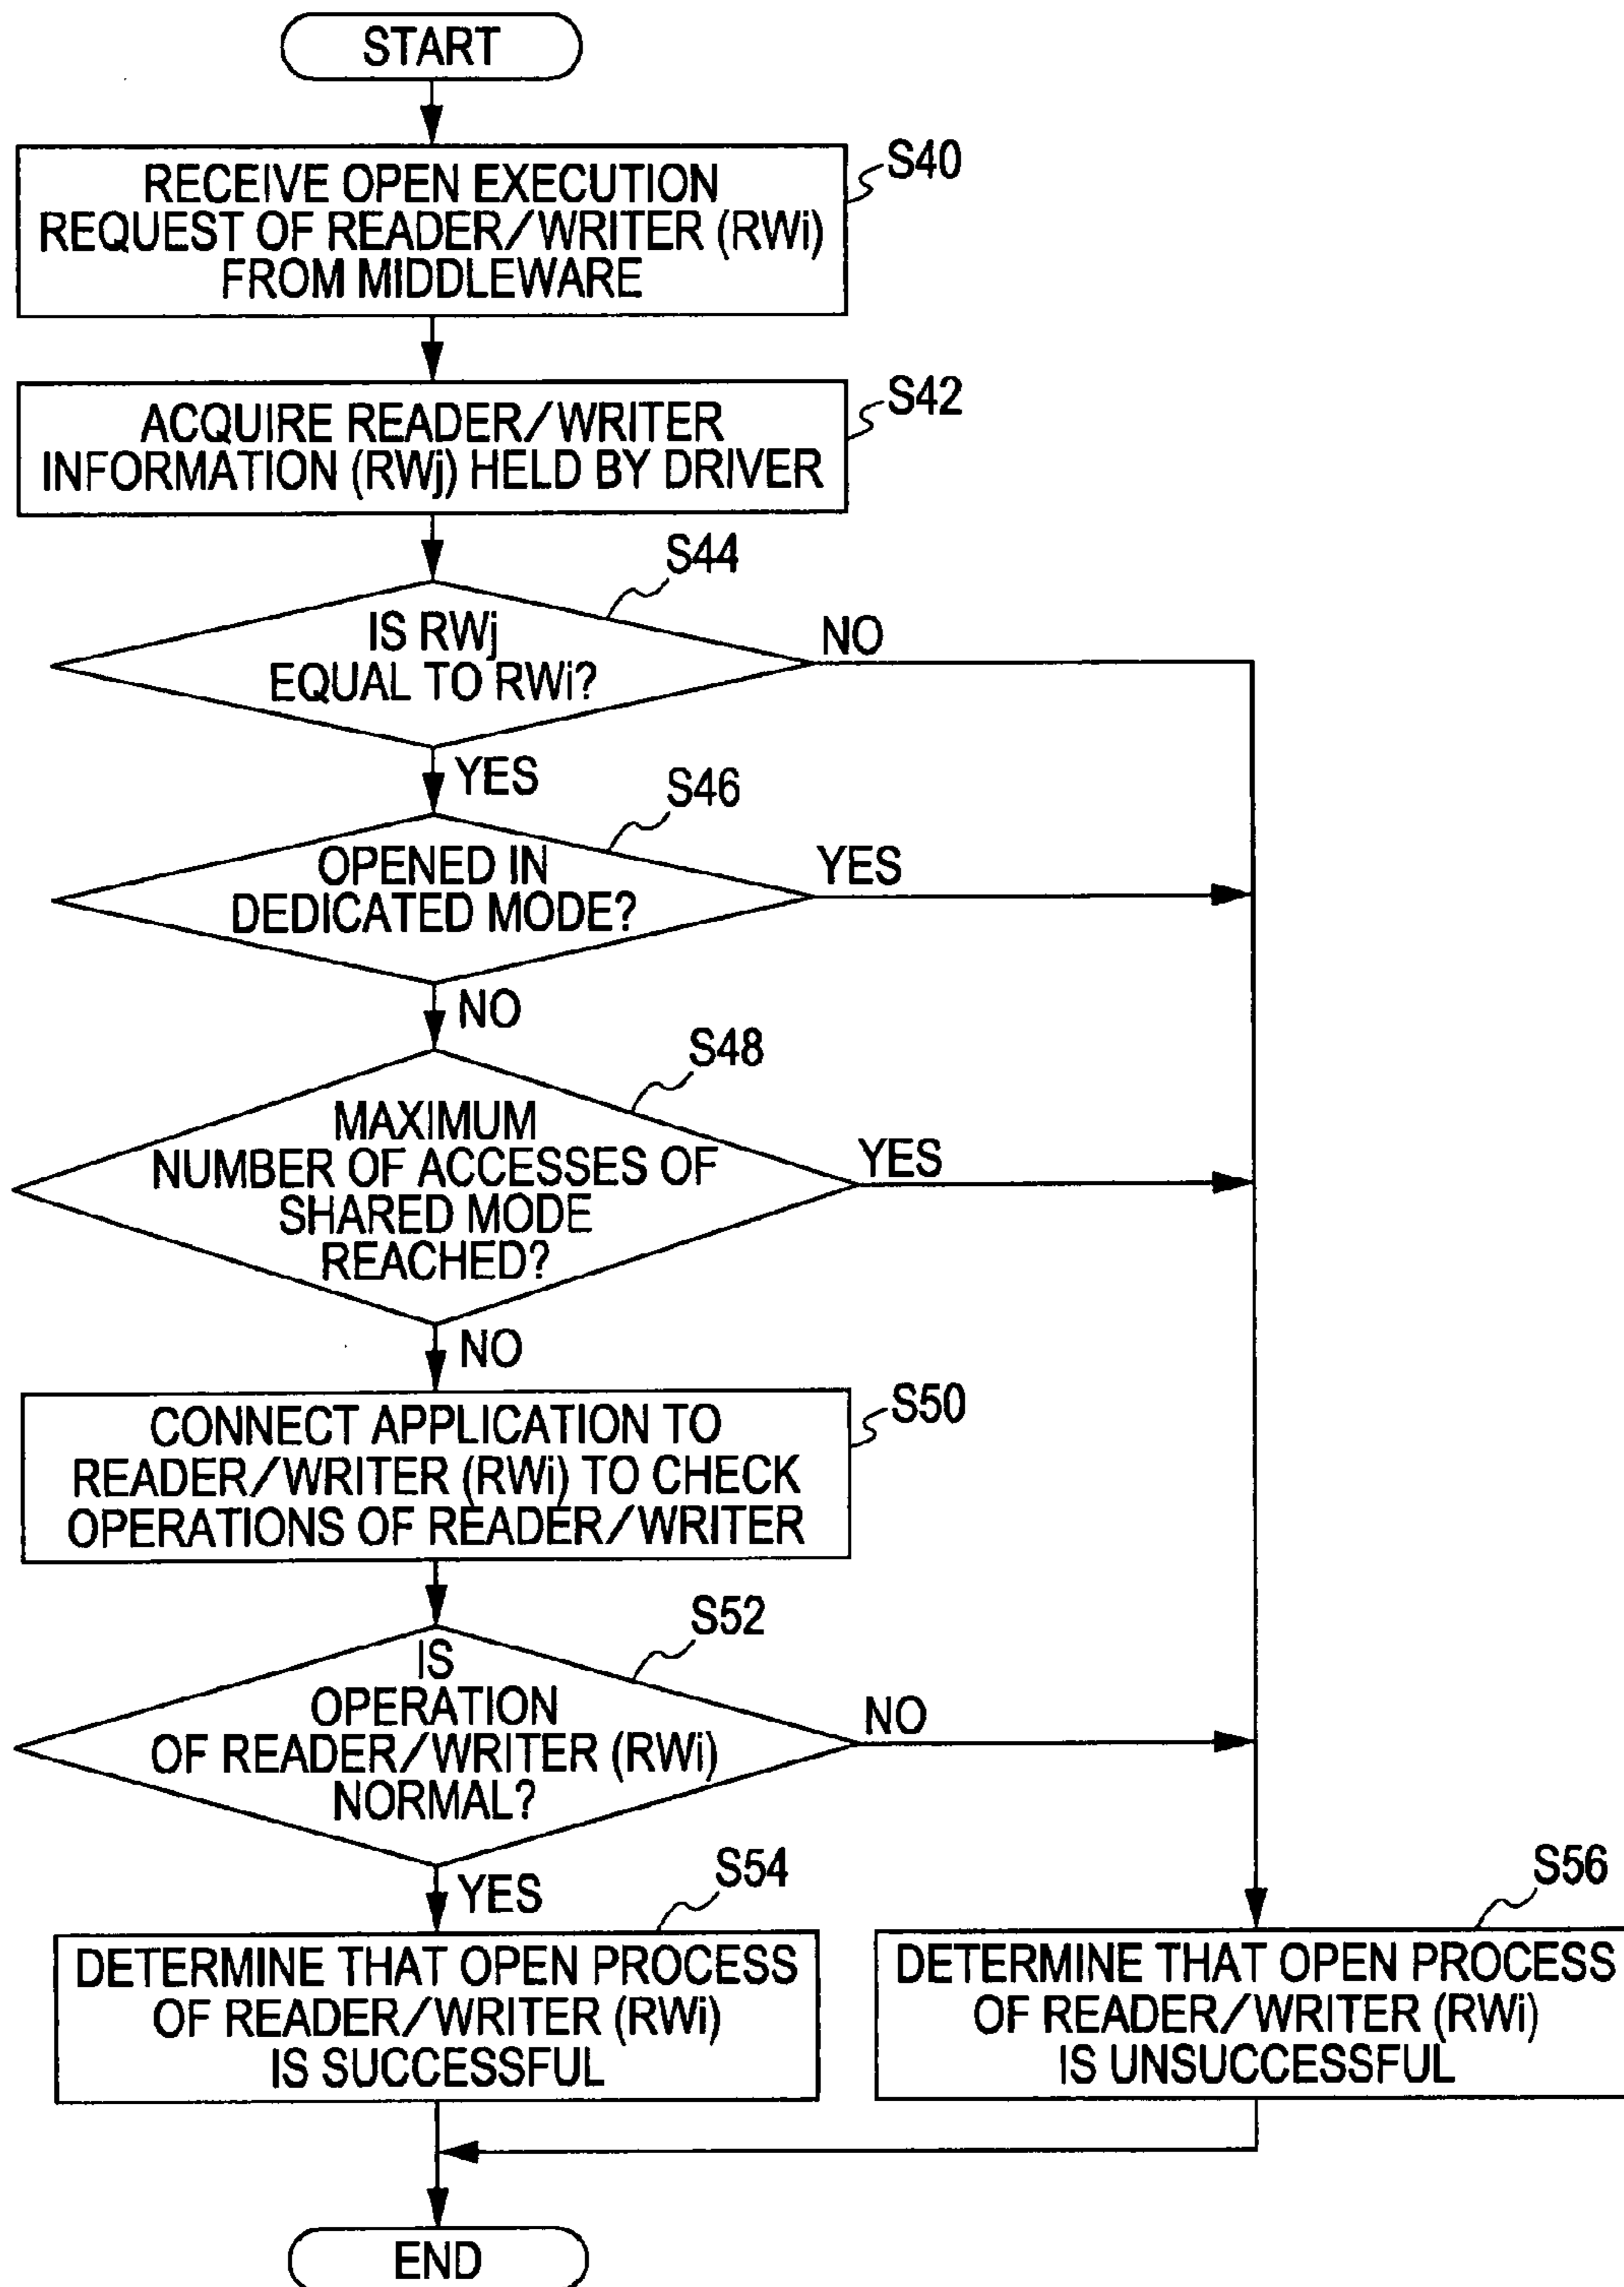 START
RECEIVE OPEN EXECUTION
REQUEST OF READER/WRITER (RWi)
FROM MIDDLEWARE
S40
ACQUIRE READER/WRITER
INFORMATION (RWj) HELD BY DRIVER
S42
S44
IS RWj
EQUAL TO RWi?
NO
YES
S46
OPENED IN
DEDICATED MODE?
YES
NO
S48
MAXIMUM
NUMBER OF ACCESSES OF
SHARED MODE
REACHED?
YES
NO
CONNECT APPLICATION TO
READER/WRITER (RWi) TO CHECK
OPERATIONS OF READER/WRITER
S50
S52
IS
OPERATION
OF READER/WRITER (RWi)
NORMAL?
NO
YES
S54
DETERMINE THAT OPEN PROCESS
OF READER/WRITER (RWi)
IS SUCCESSFUL
S56
DETERMINE THAT OPEN PROCESS
OF READER/WRITER (RWi)
IS UNSUCCESSFUL
END